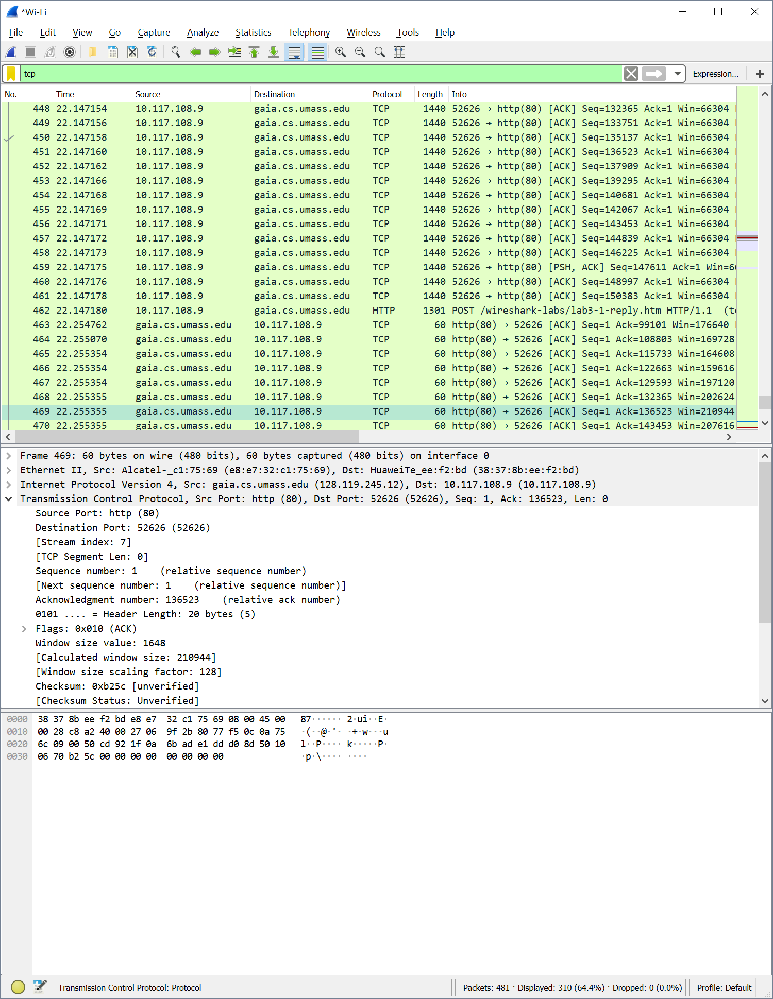 *Wi-Fi
File Edit View Go Capture Analyze Statistics Telephony Wireless Tools Help
tcp Expression... +
No. Time Source Destination Protocol Length Info
448 22.147154 10.117.108.9 gaia.cs.umass.edu TCP 1440 52626 → http(80) [ACK] Seq=132365 Ack=1 Win=66304
449 22.147156 10.117.108.9 gaia.cs.umass.edu TCP 1440 52626 → http(80) [ACK] Seq=133751 Ack=1 Win=66304
450 22.147158 10.117.108.9 gaia.cs.umass.edu TCP 1440 52626 → http(80) [ACK] Seq=135137 Ack=1 Win=66304
451 22.147160 10.117.108.9 gaia.cs.umass.edu TCP 1440 52626 → http(80) [ACK] Seq=136523 Ack=1 Win=66304
452 22.147162 10.117.108.9 gaia.cs.umass.edu TCP 1440 52626 → http(80) [ACK] Seq=137909 Ack=1 Win=66304
453 22.147166 10.117.108.9 gaia.cs.umass.edu TCP 1440 52626 → http(80) [ACK] Seq=139295 Ack=1 Win=66304
454 22.147168 10.117.108.9 gaia.cs.umass.edu TCP 1440 52626 → http(80) [ACK] Seq=140681 Ack=1 Win=66304
455 22.147169 10.117.108.9 gaia.cs.umass.edu TCP 1440 52626 → http(80) [ACK] Seq=142067 Ack=1 Win=66304
456 22.147171 10.117.108.9 gaia.cs.umass.edu TCP 1440 52626 → http(80) [ACK] Seq=143453 Ack=1 Win=66304
457 22.147172 10.117.108.9 gaia.cs.umass.edu TCP 1440 52626 → http(80) [ACK] Seq=144839 Ack=1 Win=66304
458 22.147173 10.117.108.9 gaia.cs.umass.edu TCP 1440 52626 → http(80) [ACK] Seq=146225 Ack=1 Win=66304
459 22.147175 10.117.108.9 gaia.cs.umass.edu TCP 1440 52626 → http(80) [PSH, ACK] Seq=147611 Ack=1 Win=66
460 22.147176 10.117.108.9 gaia.cs.umass.edu TCP 1440 52626 → http(80) [ACK] Seq=148997 Ack=1 Win=66304
461 22.147178 10.117.108.9 gaia.cs.umass.edu TCP 1440 52626 → http(80) [ACK] Seq=150383 Ack=1 Win=66304
462 22.147180 10.117.108.9 gaia.cs.umass.edu HTTP 1301 POST /wireshark-labs/lab3-1-reply.htm HTTP/1.1 (te
463 22.254762 gaia.cs.umass.edu 10.117.108.9 TCP 60 http(80) → 52626 [ACK] Seq=1 Ack=99101 Win=176640
464 22.255070 gaia.cs.umass.edu 10.117.108.9 TCP 60 http(80) → 52626 [ACK] Seq=1 Ack=108803 Win=169728
465 22.255354 gaia.cs.umass.edu 10.117.108.9 TCP 60 http(80) → 52626 [ACK] Seq=1 Ack=115733 Win=164608
466 22.255354 gaia.cs.umass.edu 10.117.108.9 TCP 60 http(80) → 52626 [ACK] Seq=1 Ack=122663 Win=159616
467 22.255354 gaia.cs.umass.edu 10.117.108.9 TCP 60 http(80) → 52626 [ACK] Seq=1 Ack=129593 Win=197120
468 22.255355 gaia.cs.umass.edu 10.117.108.9 TCP 60 http(80) → 52626 [ACK] Seq=1 Ack=132365 Win=202624
469 22.255355 gaia.cs.umass.edu 10.117.108.9 TCP 60 http(80) → 52626 [ACK] Seq=1 Ack=136523 Win=210944
470 22.255355 gaia.cs.umass.edu 10.117.108.9 TCP 60 http(80) → 52626 [ACK] Seq=1 Ack=143453 Win=207616
Frame 469: 60 bytes on wire (480 bits), 60 bytes captured (480 bits) on interface 0
Ethernet II, Src: Alcatel-_c1:75:69 (e8:e7:32:c1:75:69), Dst: HuaweiTe_ee:f2:bd (38:37:8b:ee:f2:bd)
Internet Protocol Version 4, Src: gaia.cs.umass.edu (128.119.245.12), Dst: 10.117.108.9 (10.117.108.9)
Transmission Control Protocol, Src Port: http (80), Dst Port: 52626 (52626), Seq: 1, Ack: 136523, Len: 0
Source Port: http (80)
Destination Port: 52626 (52626)
[Stream index: 7]
[TCP Segment Len: 0]
Sequence number: 1 (relative sequence number)
[Next sequence number: 1 (relative sequence number)]
Acknowledgment number: 136523 (relative ack number)
0101 .... = Header Length: 20 bytes (5)
Flags: 0x010 (ACK)
Window size value: 1648
[Calculated window size: 210944]
[Window size scaling factor: 128]
Checksum: 0xb25c [unverified]
[Checksum Status: Unverified]
0000 38 37 8b ee f2 bd e8 e7 32 c1 75 69 08 00 45 00 87······ 2·ui··E·
0010 00 28 c8 a2 40 00 27 06 9f 2b 80 77 f5 0c 0a 75 ·(··@·'· ·+·w···u
0020 6c 09 00 50 cd 92 1f 0a 6b ad e1 dd d0 8d 50 10 l··P···· k·····P·
0030 06 70 b2 5c 00 00 00 00 00 00 00 00 ·p·\···· ····
Transmission Control Protocol: Protocol Packets: 481 · Displayed: 310 (64.4%) · Dropped: 0 (0.0%) Profile: Default